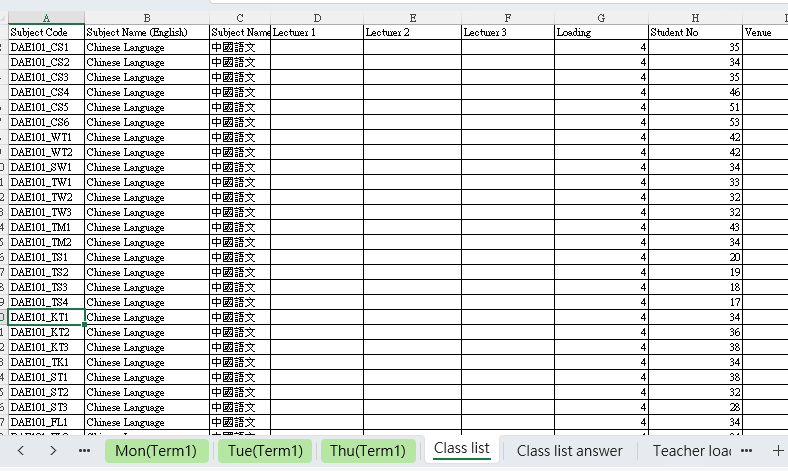 A B C D E F G H
Subject Code Subject Name (English) Subject Name Lecturer 1 Lecturer 2 Lecturer 3 Loading Student No Venue
DAE101_CS1 Chinese Language 中國語文 4 35
DAE101_CS2 Chinese Language 中國語文 4 34
DAE101_CS3 Chinese Language 中國語文 4 35
DAE101_CS4 Chinese Language 中國語文 4 46
DAE101_CS5 Chinese Language 中國語文 4 51
DAE101_CS6 Chinese Language 中國語文 4 53
DAE101_WT1 Chinese Language 中國語文 4 42
DAE101_WT2 Chinese Language 中國語文 4 42
DAE101_SW1 Chinese Language 中國語文 4 34
DAE101_TW1 Chinese Language 中國語文 4 33
DAE101_TW2 Chinese Language 中國語文 4 32
DAE101_TW3 Chinese Language 中國語文 4 32
DAE101_TM1 Chinese Language 中國語文 4 43
DAE101_TM2 Chinese Language 中國語文 4 34
DAE101_TS1 Chinese Language 中國語文 4 20
DAE101_TS2 Chinese Language 中國語文 4 19
DAE101_TS3 Chinese Language 中國語文 4 18
DAE101_TS4 Chinese Language 中國語文 4 17
DAE101_KT1 Chinese Language 中國語文 4 34
DAE101_KT2 Chinese Language 中國語文 4 36
DAE101_KT3 Chinese Language 中國語文 4 38
DAE101_TK1 Chinese Language 中國語文 4 34
DAE101_ST1 Chinese Language 中國語文 4 38
DAE101_ST2 Chinese Language 中國語文 4 32
DAE101_ST3 Chinese Language 中國語文 4 28
DAE101_FL1 Chinese Language 中國語文 4 34
Mon(Term1) Tue(Term1) Thu(Term1) Class list Class list answer Teacher loa